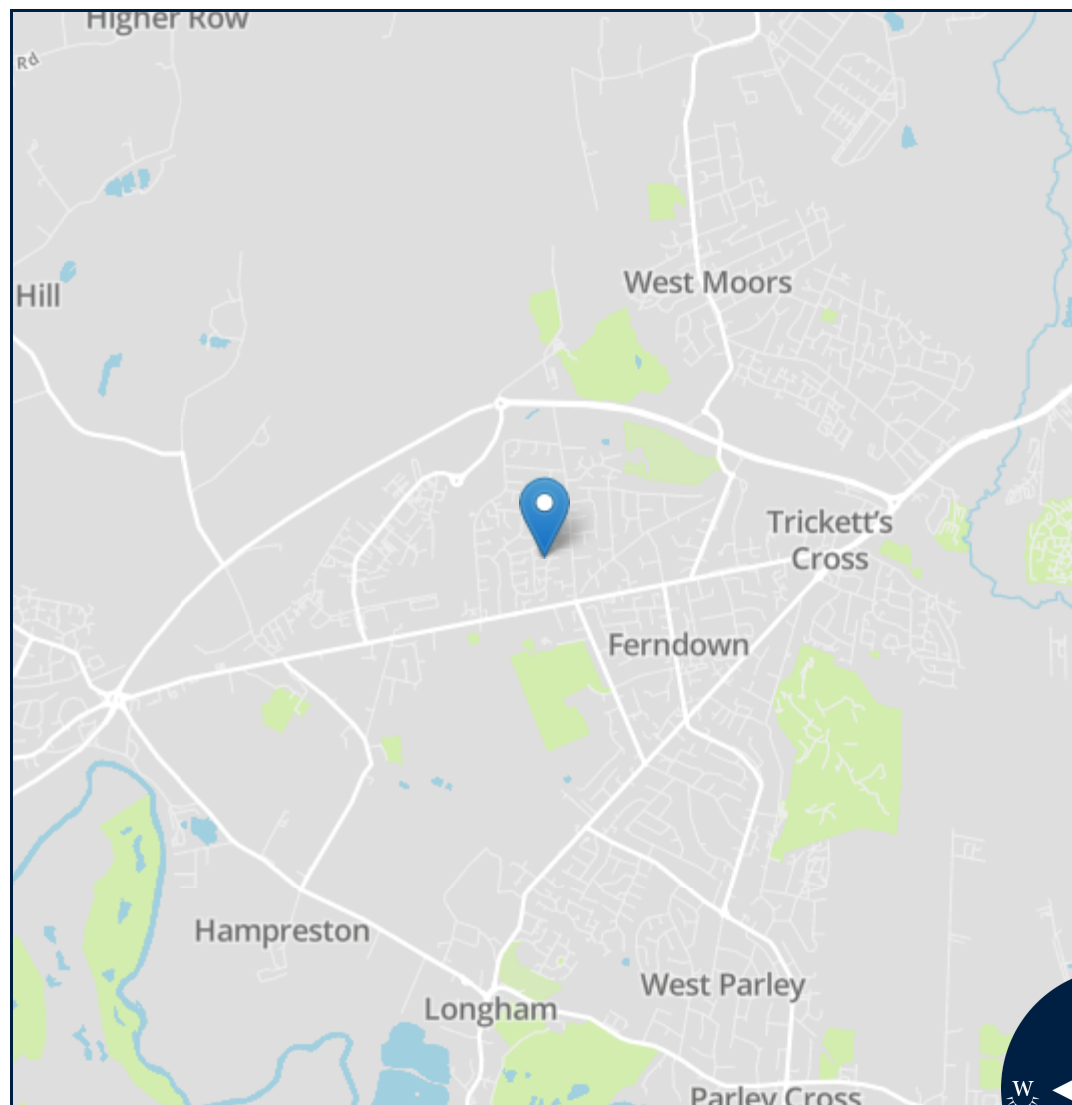 Higher Row
Rd
Hill
West Moors
Trickett's
Cross
Ferndown
Hampreston
West Parley
Longham
Parley Cross
W